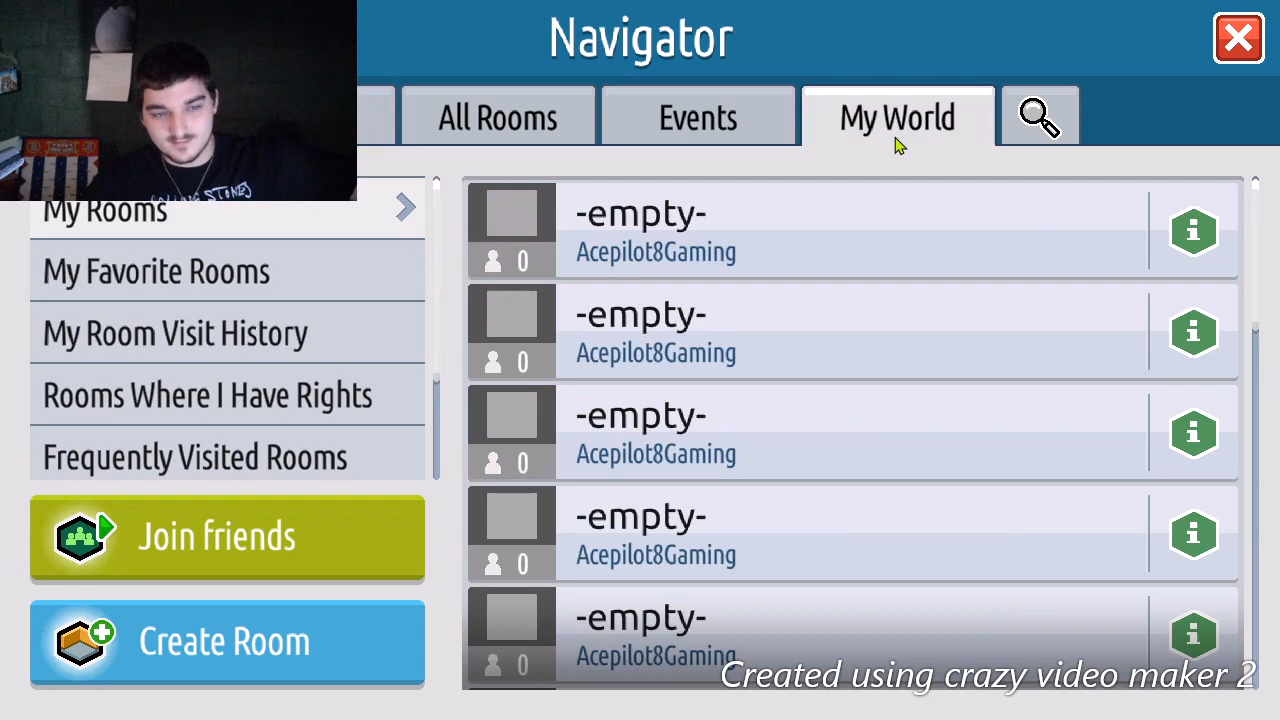 Navigator
All Rooms
Events
My World
My Rooms
My Favorite Rooms
My Room Visit History
Rooms Where I Have Rights
Frequently Visited Rooms
Join friends
Create Room
-empty-
Acepilot8Gaming
0
-empty-
Acepilot8Gaming
0
-empty-
Acepilot8Gaming
0
-empty-
Acepilot8Gaming
0
-empty-
Acepilot8Gaming
0
Created using crazy video maker 2